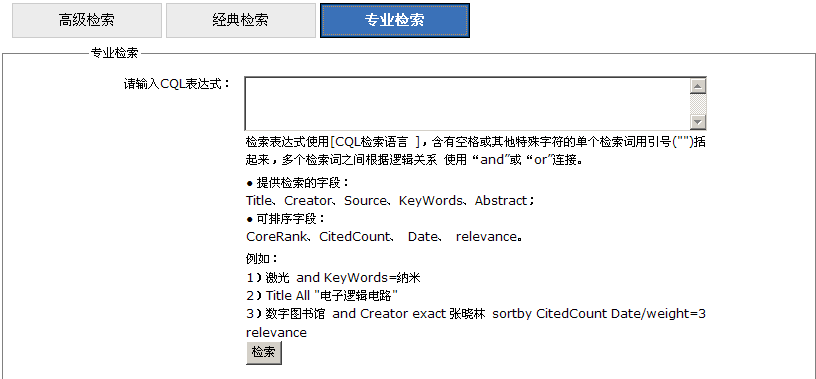 高级检索 经典检索 专业检索
专业检索
请输入CQL表达式：
检索表达式使用[CQL检索语言 ]，含有空格或其他特殊字符的单个检索词用引号("")括
起来，多个检索词之间根据逻辑关系 使用“and”或“or”连接。
● 提供检索的字段：
Title、Creator、Source、KeyWords、Abstract；
● 可排序字段：
CoreRank、CitedCount、 Date、 relevance。
例如：
1）激光 and KeyWords=纳米
2）Title All "电子逻辑电路"
3）数字图书馆 and Creator exact 张晓林 sortby CitedCount Date/weight=3
relevance
检索